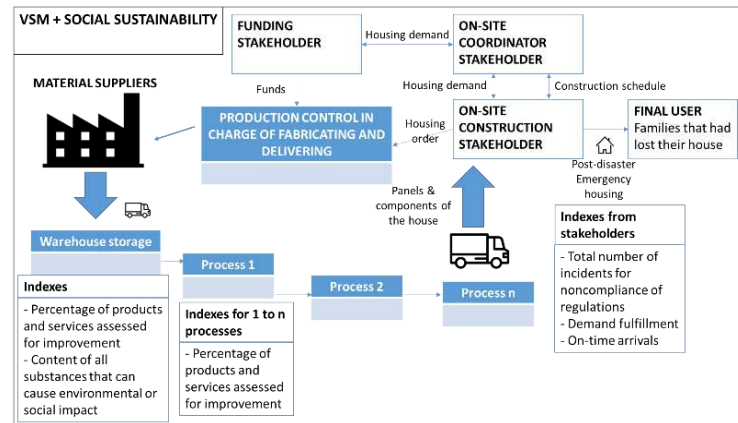 VSM + SOCIAL SUSTAINABILITY
FUNDING
STAKEHOLDER
Housing demand
ON-SITE
COORDINATOR
STAKEHOLDER
MATERIAL SUPPLIERS
Funds
Housing demand
Construction schedule
PRODUCTION CONTROL IN
CHARGE OF FABRICATING AND
DELIVERING
Housing
order
ON-SITE
CONSTRUCTION
STAKEHOLDER
FINAL USER
Families that had
lost their house
Post-disaster
Emergency
housing
Panels &
components of
the house
Warehouse storage
Process 1
Process 2
Process n
Indexes
- Percentage of products
and services assessed
for improvement
- Content of all
substances that can
cause environmental or
social impact
Indexes for 1 to n
processes
- Percentage of
products and
services assessed
for improvement
Indexes from
stakeholders
- Total number of
incidents for
noncompliance of
regulations
- Demand fulfillment
- On-time arrivals